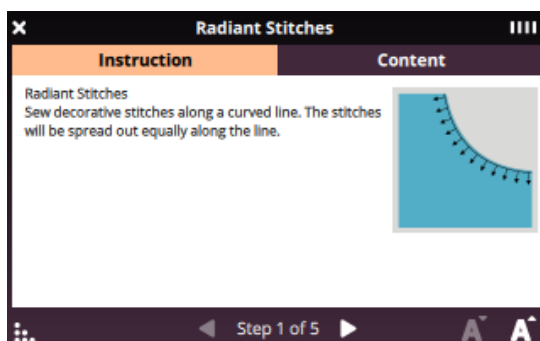 Radiant Stitches
Instruction
Content
Radiant Stitches
Sew decorative stitches along a curved line. The stitches
will be spread out equally along the line.
Step 1 of 5
A A